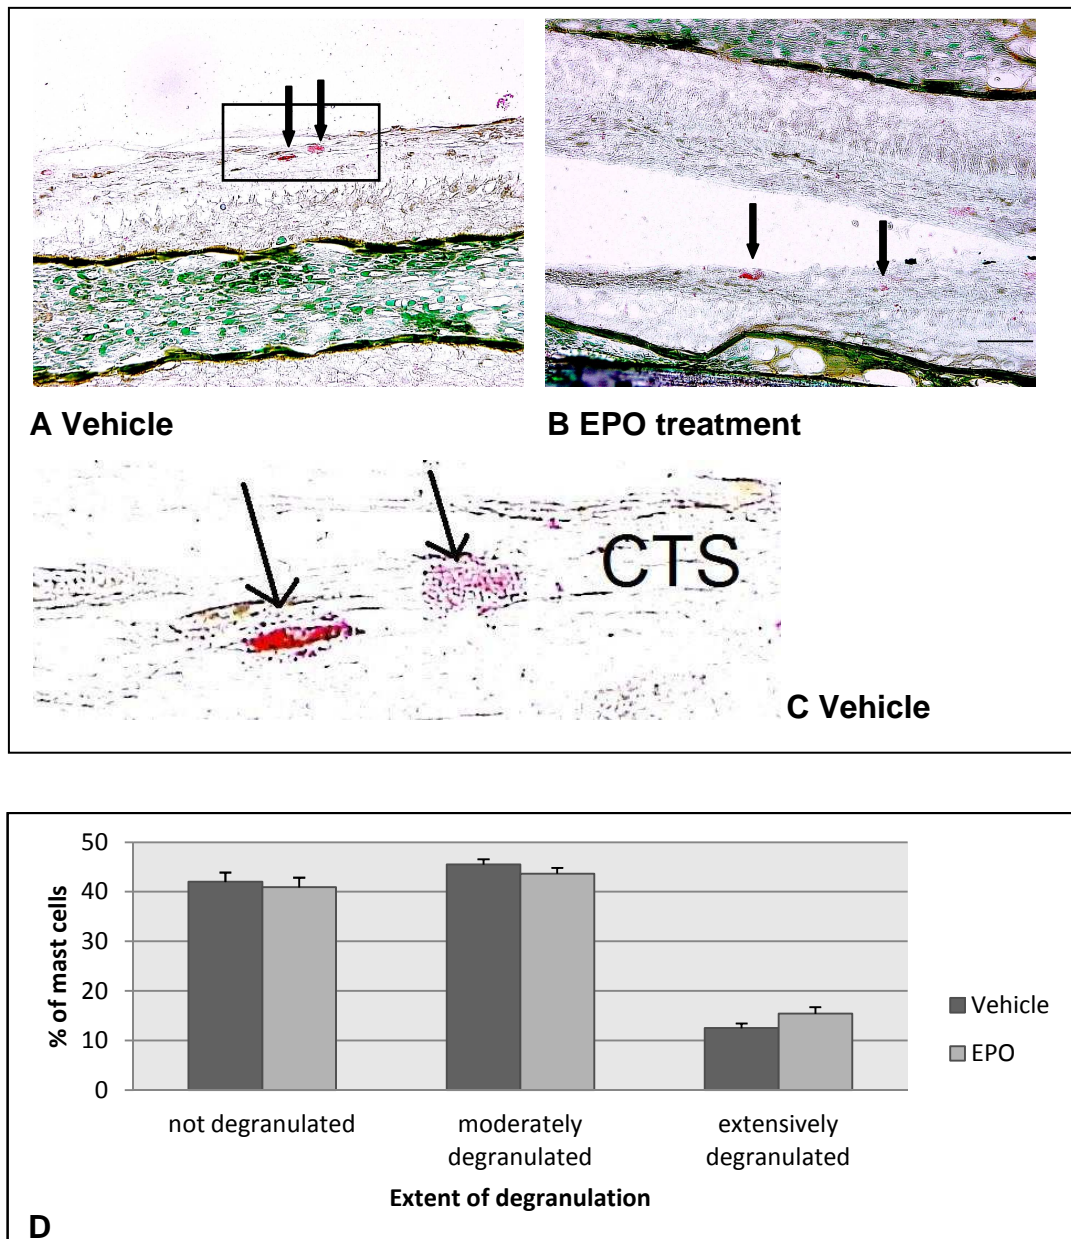 A Vehicle
B EPO treatment
CTS
C Vehicle
50
40
30
20
10
0
% of mast cells
not degranulated
moderately
degranulated
extensively
degranulated
Extent of degranulation
Vehicle
EPO
D